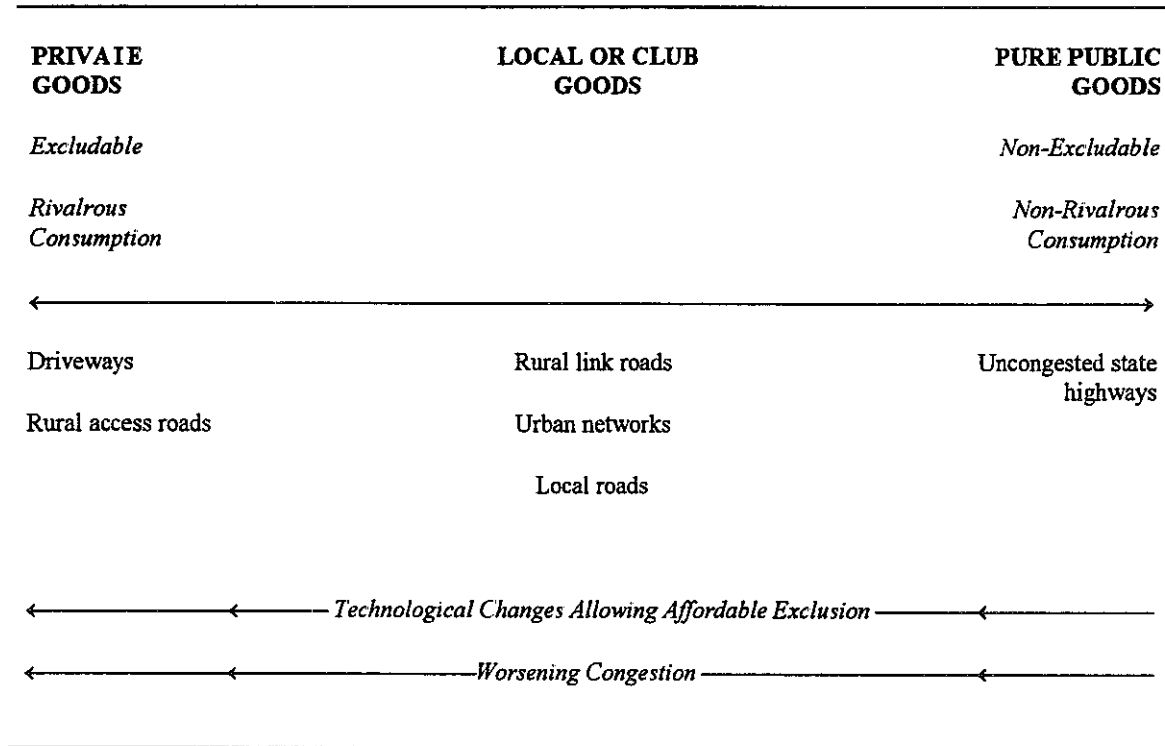 PRIVATE
GOODS
LOCAL OR CLUB
GOODS
PURE PUBLIC
GOODS
Excludable
Non-Excludable
Rivalrous
Consumption
Non-Rivalrous
Consumption
Driveways
Rural link roads
Uncongested state
highways
Rural access roads
Urban networks
Local roads
Technological Changes Allowing Affordable Exclusion
Worsening Congestion